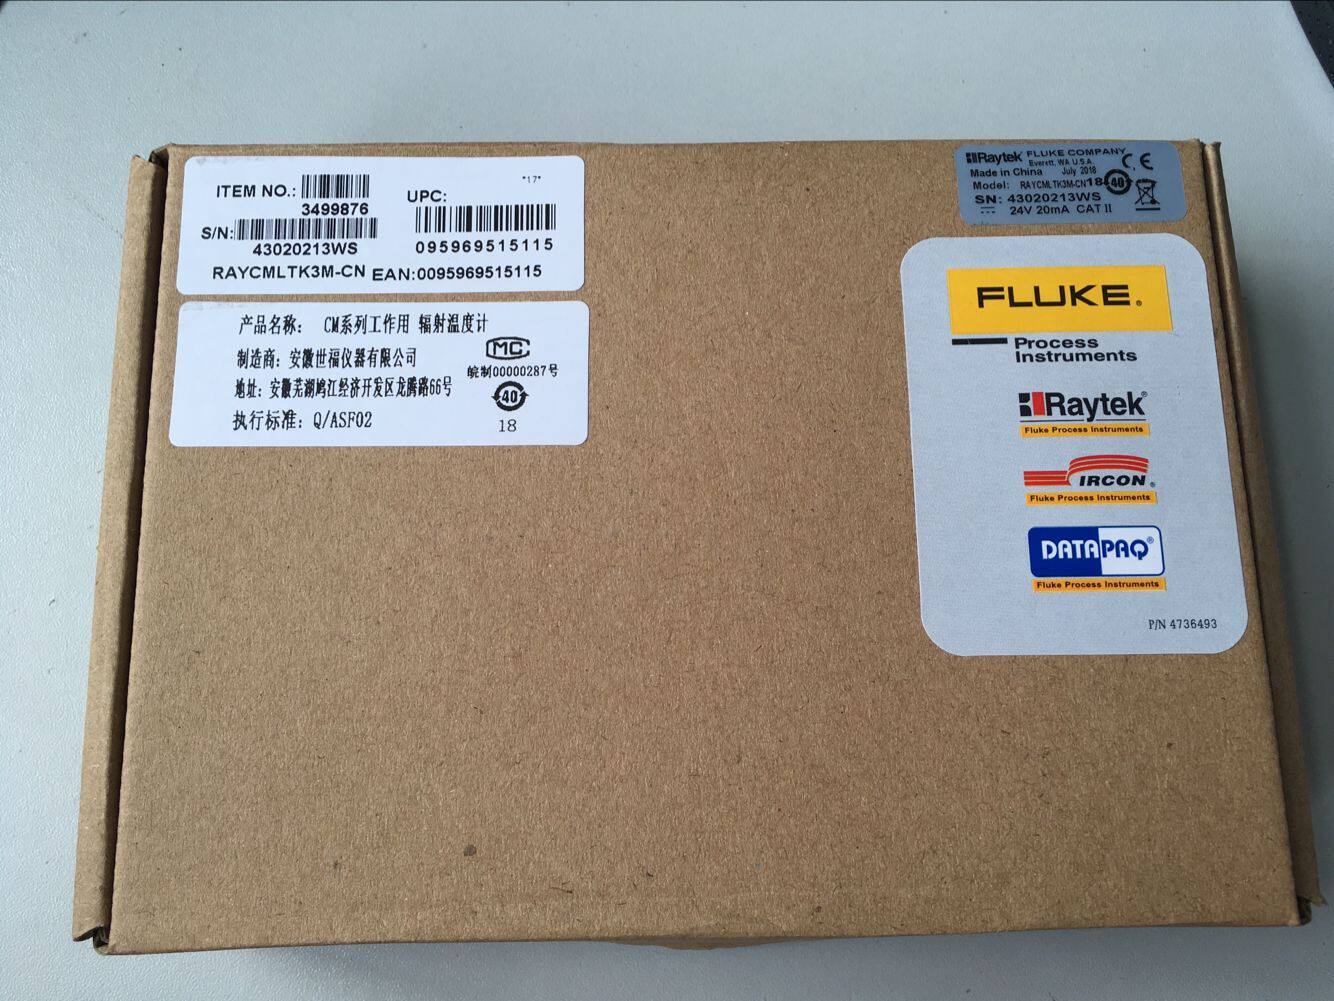 ITEM NO.:
3499876
S/N:
43020213WS
RAYCMLTK3M-CN
"17"
UPC:
095969515115
EAN:0095969515115
产品名称： CM系列工作用 辐射温度计
制造商：安徽世福仪器有限公司
地址：安徽芜湖鸠江经济开发区龙腾路66号
执行标准：Q/ASF02
MC
皖制00000287号
40
18
Raytek FLUKE COMPANY
Everett, WA U.S.A.
Made in China July 2018
Model: RAYCMLTK3M-CN18
40
SN: 43020213WS
24V 20mA CAT II
CE
FLUKE®
Process
Instruments
Raytek®
Fluke Process Instruments
IRCON®
Fluke Process Instruments
DATAPAQ®
Fluke Process Instruments
P/N 4736493